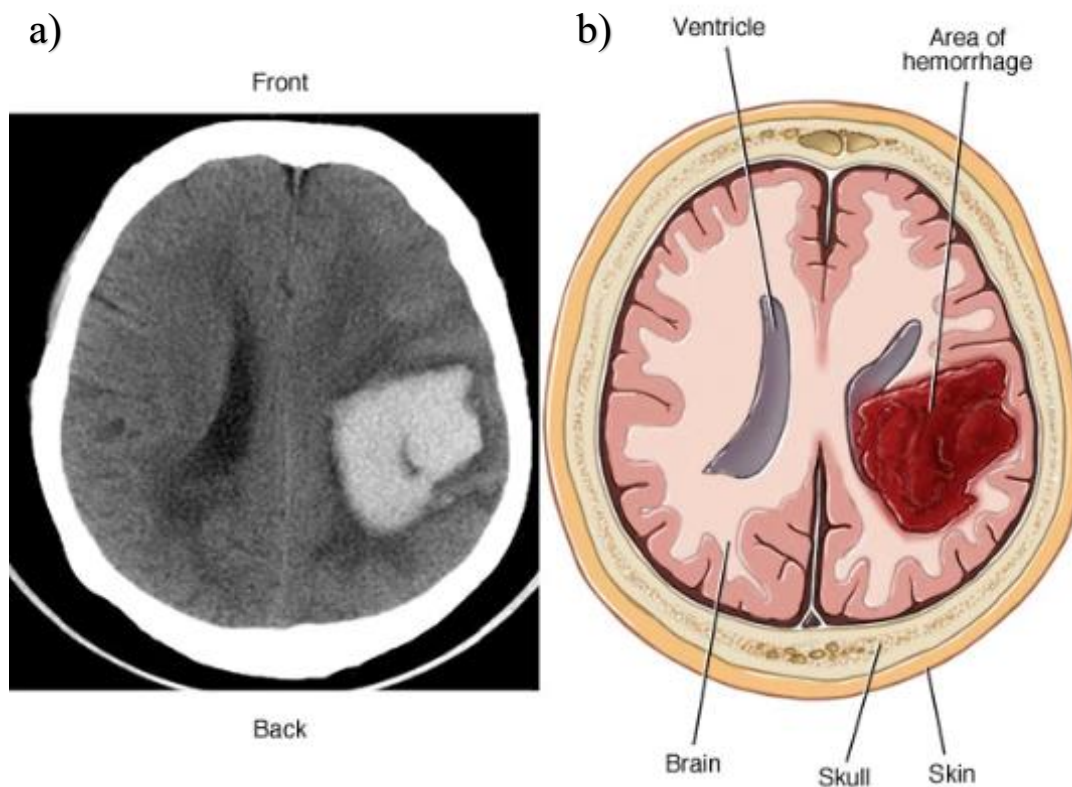 a)
Front
Back
b)
Ventricle
Area of
hemorrhage
Brain
Skull
Skin